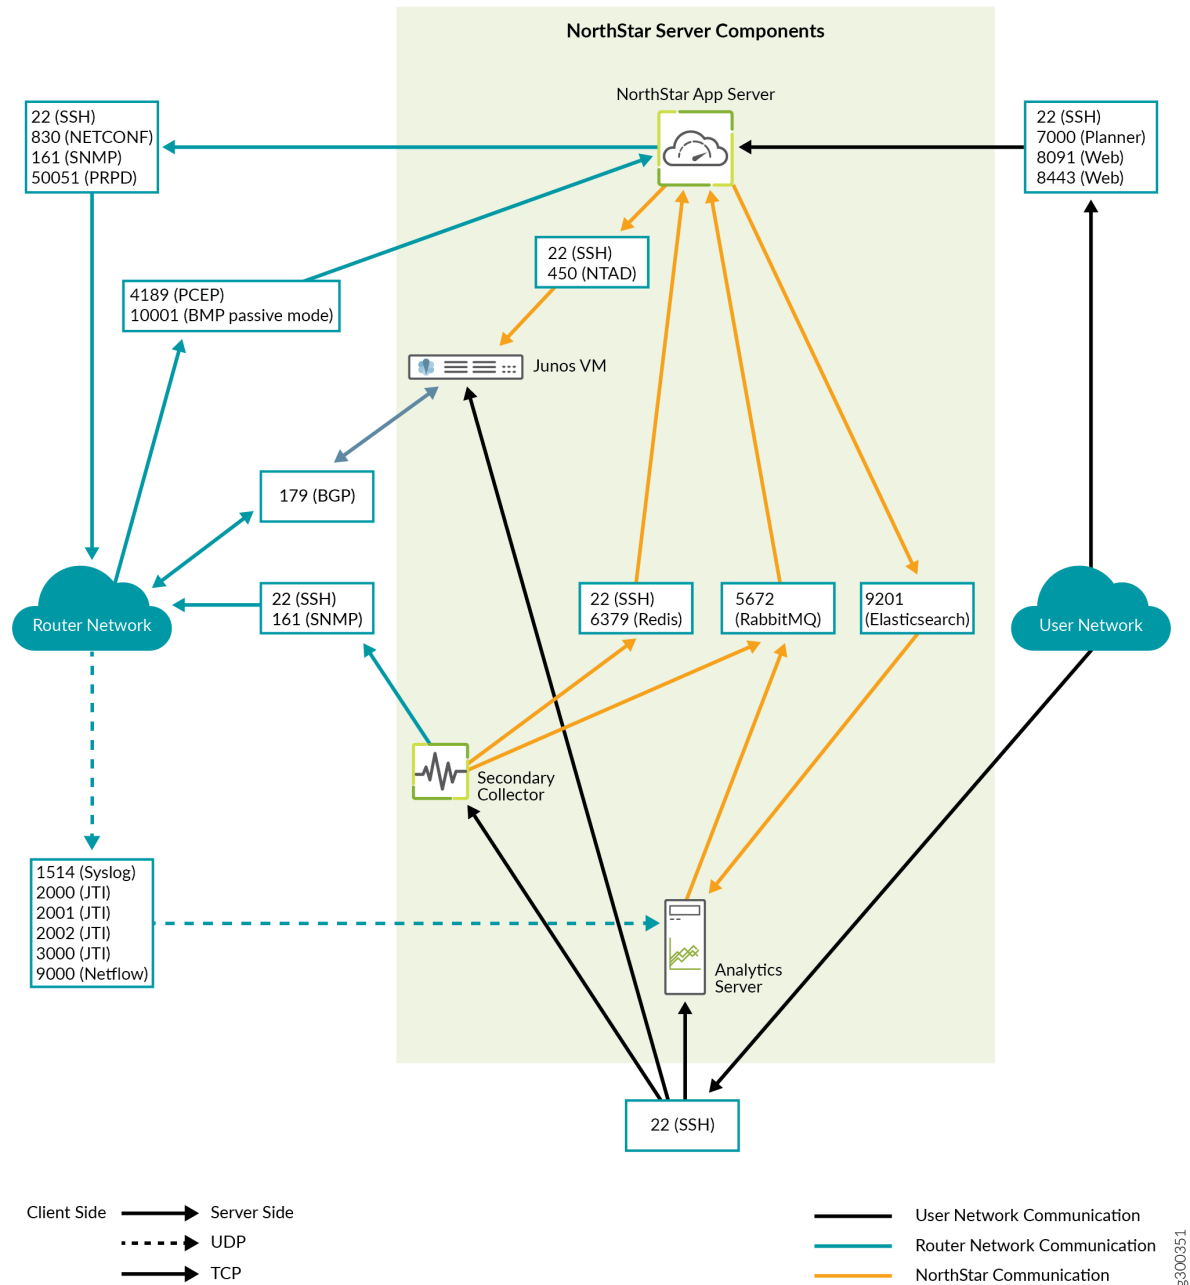 NorthStar Server Components
NorthStar App Server
22 (SSH)
830 (NETCONF)
161 (SNMP)
50051 (PRPD)
22 (SSH)
7000 (Planner)
8091 (Web)
8443 (Web)
22 (SSH)
450 (NTAD)
4189 (PCEP)
10001 (BMP passive mode)
Junos VM
179 (BGP)
Router Network
22 (SSH)
161 (SNMP)
22 (SSH)
6379 (Redis)
5672
(RabbitMQ)
9201
(Elasticsearch)
User Network
Secondary
Collector
1514 (Syslog)
2000 (JTI)
2001 (JTI)
2002 (JTI)
3000 (JTI)
9000 (Netflow)
Analytics
Server
22 (SSH)
Client Side
Server Side
UDP
TCP
User Network Communication
Router Network Communication
NorthStar Communication
g300351